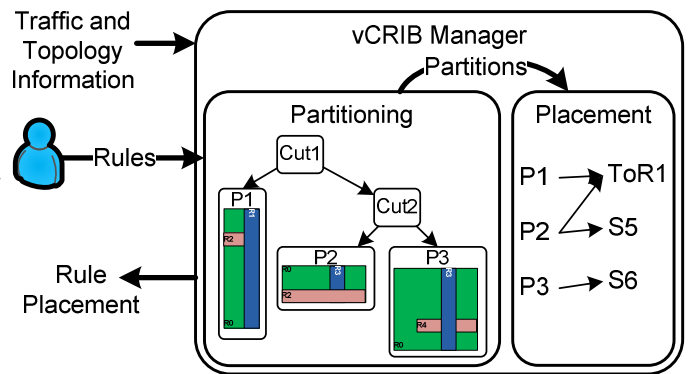 Traffic and
Topology
Information
vCRIB Manager
Partitions
Partitioning
Placement
Rules
Cut1
Cut2
P1
R1
R2
R0
P2
R0
R3
R2
P3
R3
R4
R0
P1
ToR1
P2
S5
P3
S6
Rule
Placement